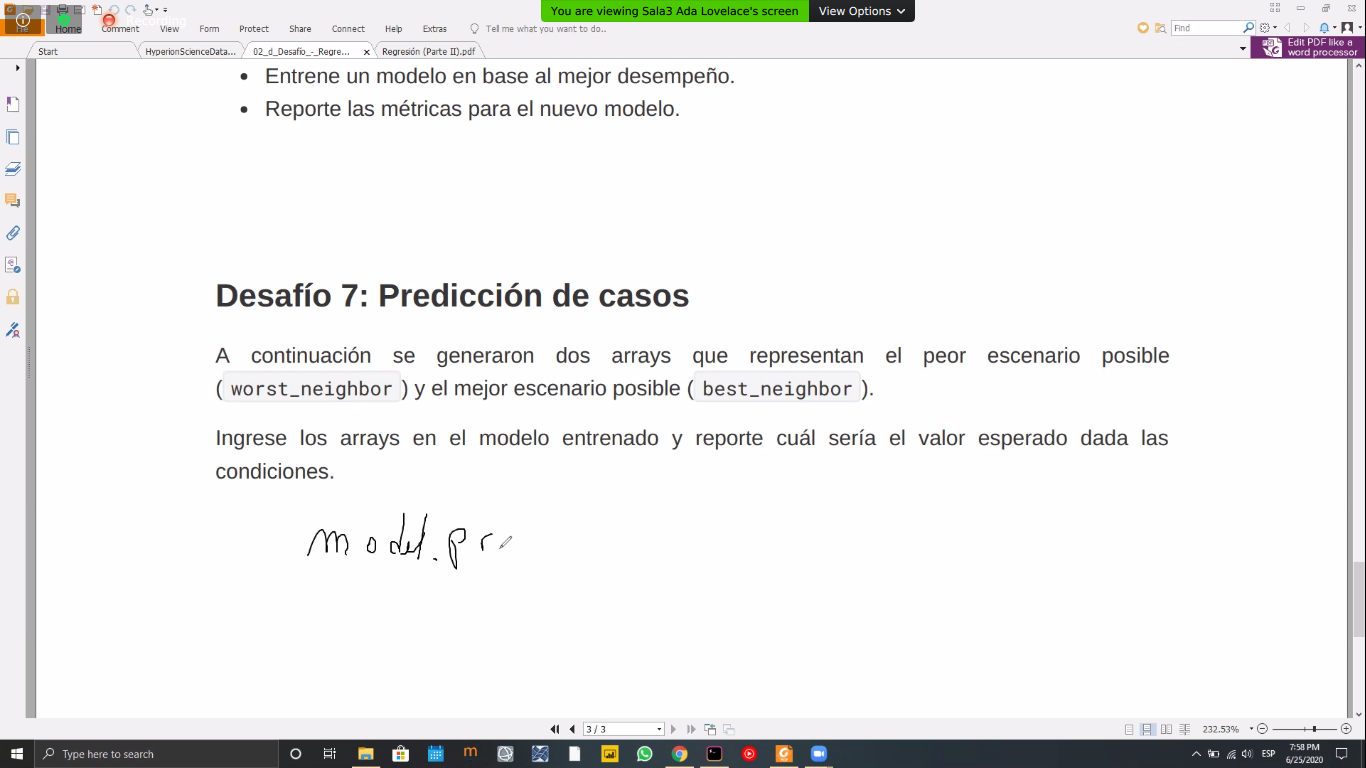 You are viewing Sala3 Ada Lovelace's screen
View Options
Recording
File
Home
Comment
View
Form
Protect
Share
Connect
Help
Extras
Tell me what you want to do..
Find
Start
HyperionScienceData...
02_d_Desafío_-_Regre...
Regresión (Parte II).pdf
Edit PDF like a
word processor
• Entrene un modelo en base al mejor desempeño.
• Reporte las métricas para el nuevo modelo.
Desafío 7: Predicción de casos
A continuación se generaron dos arrays que representan el peor escenario posible
( worst_neighbor ) y el mejor escenario posible ( best_neighbor ).
Ingrese los arrays en el modelo entrenado y reporte cuál sería el valor esperado dada las
condiciones.
model.pr
3 / 3
232.53%
Type here to search
ESP
7:58 PM
6/25/2020